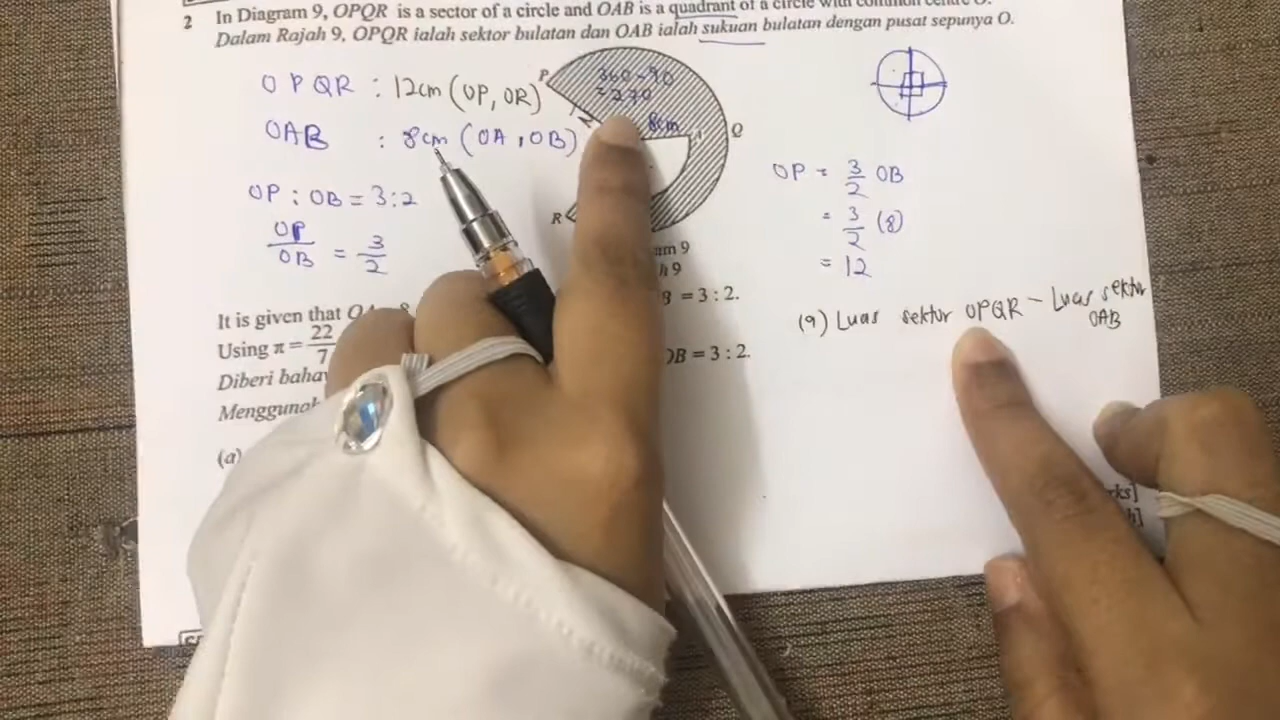 2 In Diagram 9, OPQR is a sector of a circle and OAB is a quadrant of a circle with common centre O.
Dalam Rajah 9, OPQR ialah sektor bulatan dan OAB ialah sukuan bulatan dengan pusat sepunya O.
OPQR : 12cm (OP, OR)
OAB : 8cm (OA, OB)
OP : OB = 3:2
OP/OB = 3/2
P
360 - 90
= 270
8cm
Q
R
OP = 3/2 OB
= 3/2 (8)
= 12
am 9
h 9
It is given that
= 3 : 2.
Using π = 22/7
OB = 3 : 2.
Diberi
(a)
(a) Luas sektor OPQR - Luas sektor OAB